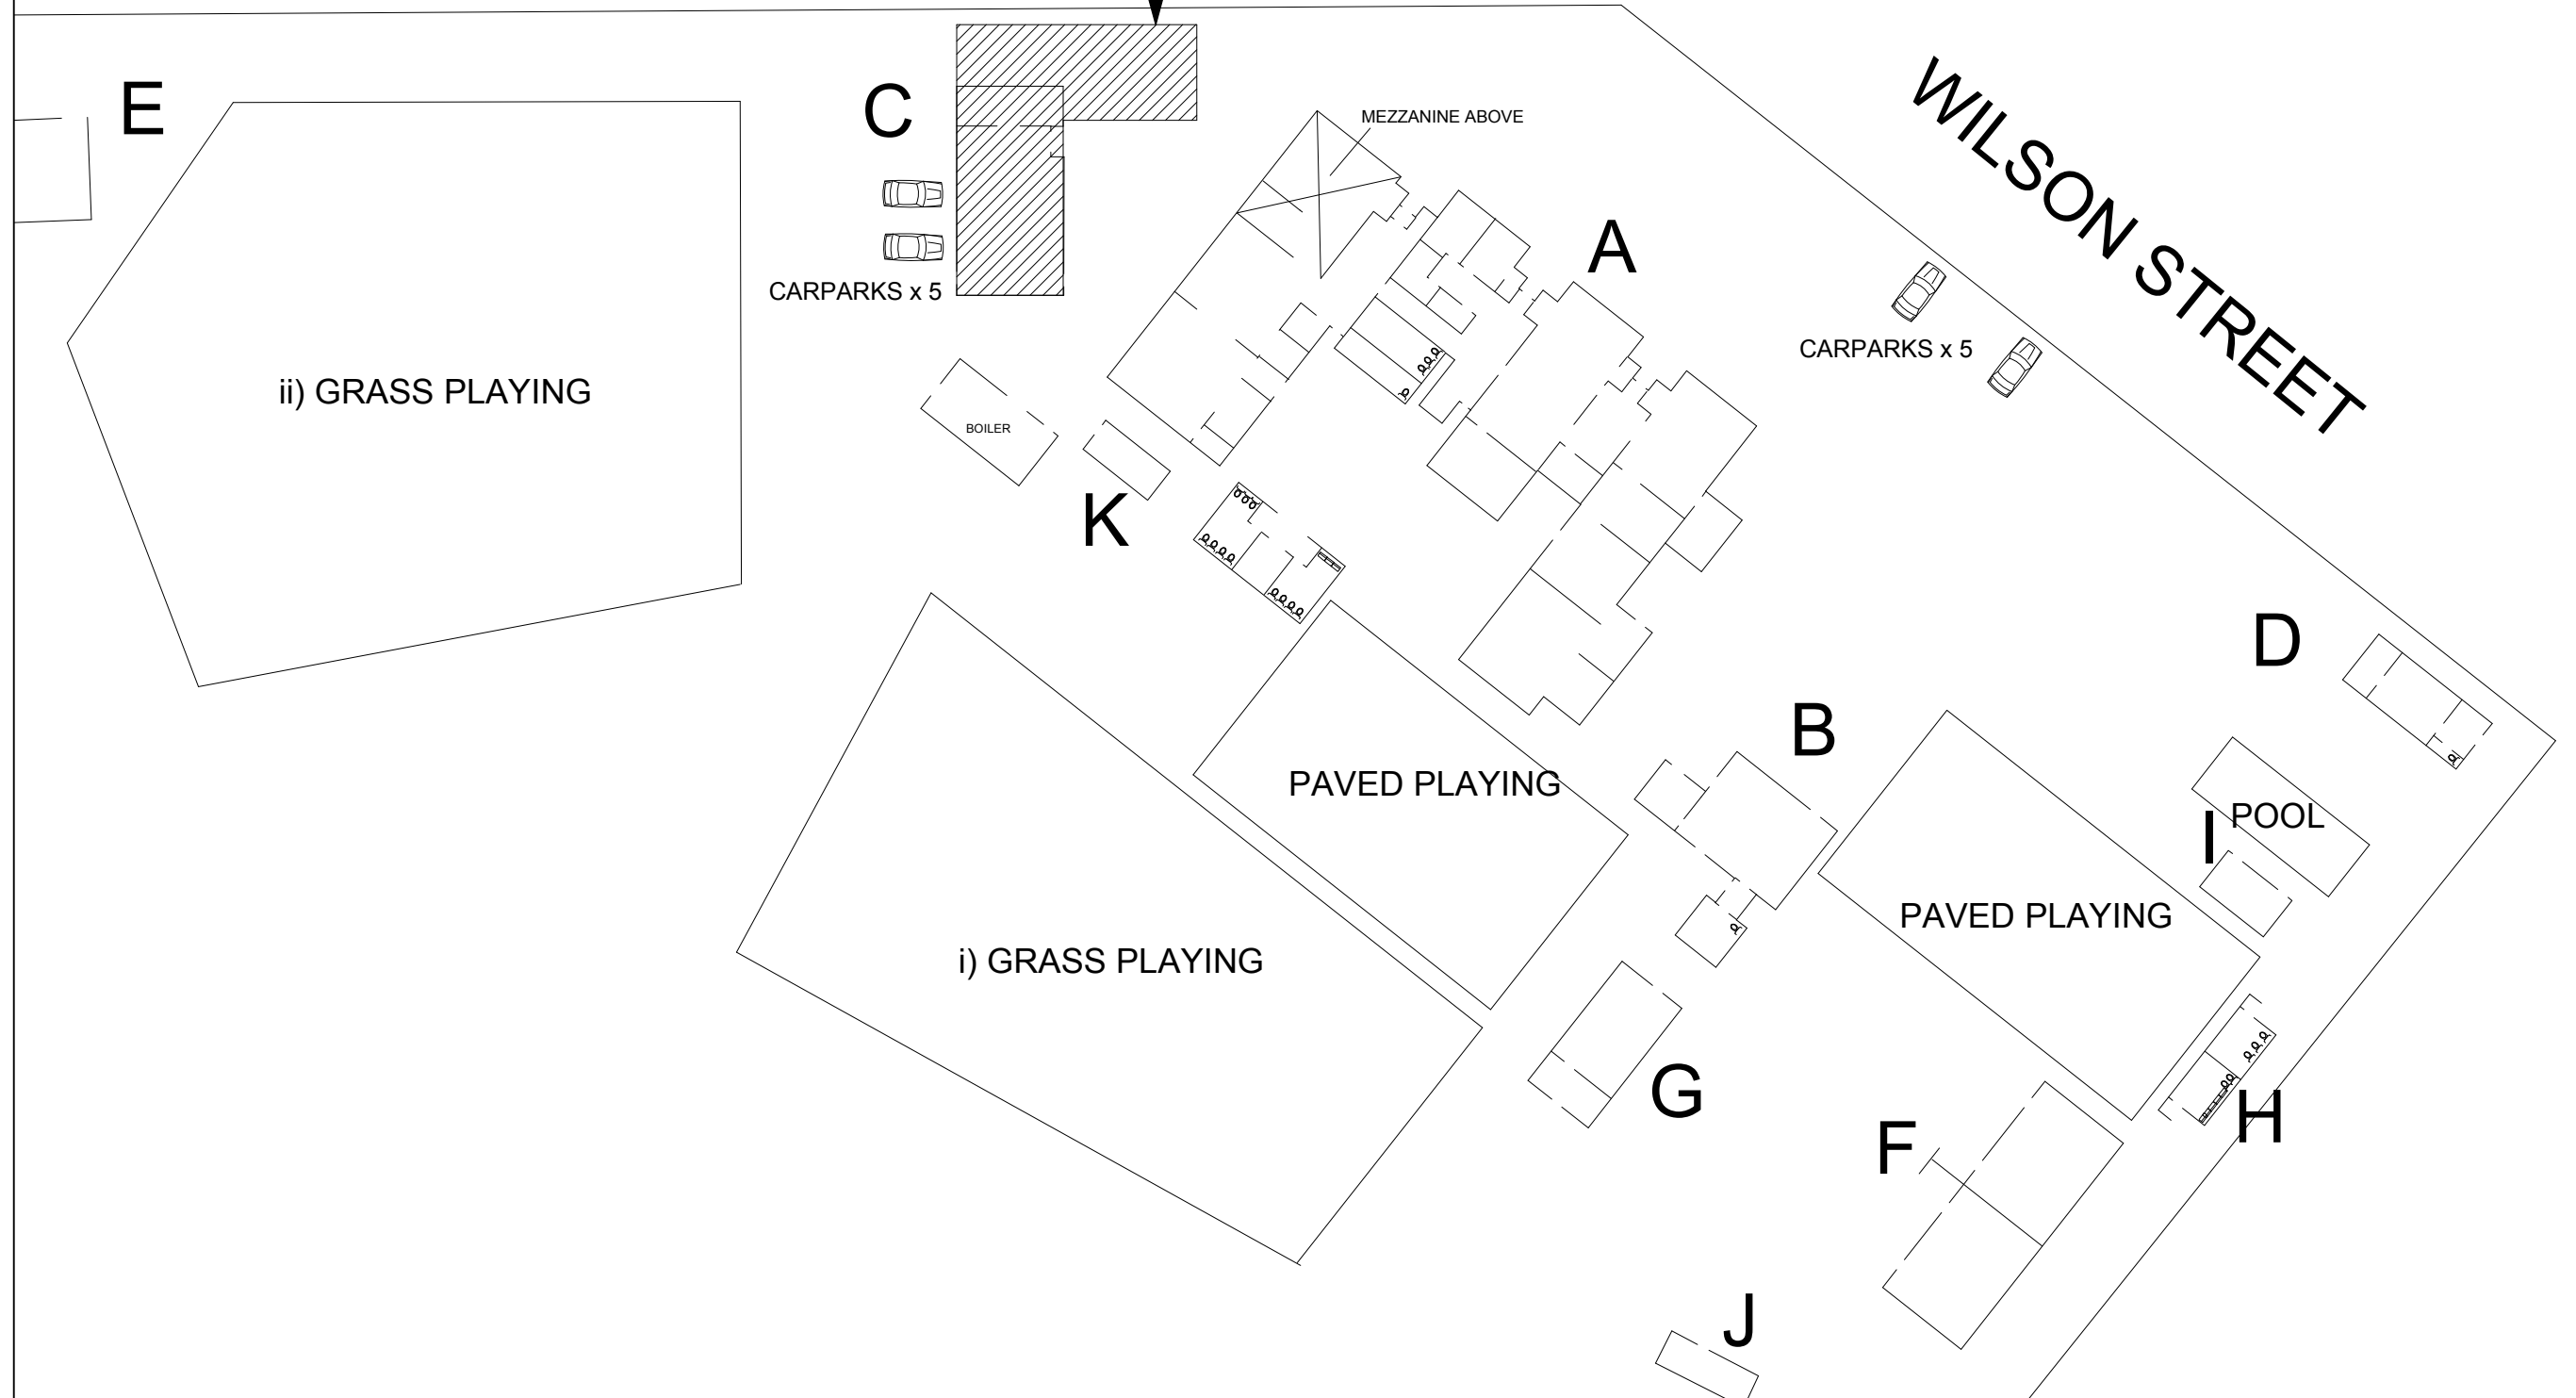 E
C
MEZZANINE ABOVE
WILSON STREET
A
CARPARKS x 5
CARPARKS x 5
ii) GRASS PLAYING
BOILER
K
D
B
PAVED PLAYING
POOL
I
PAVED PLAYING
i) GRASS PLAYING
G
H
F
J